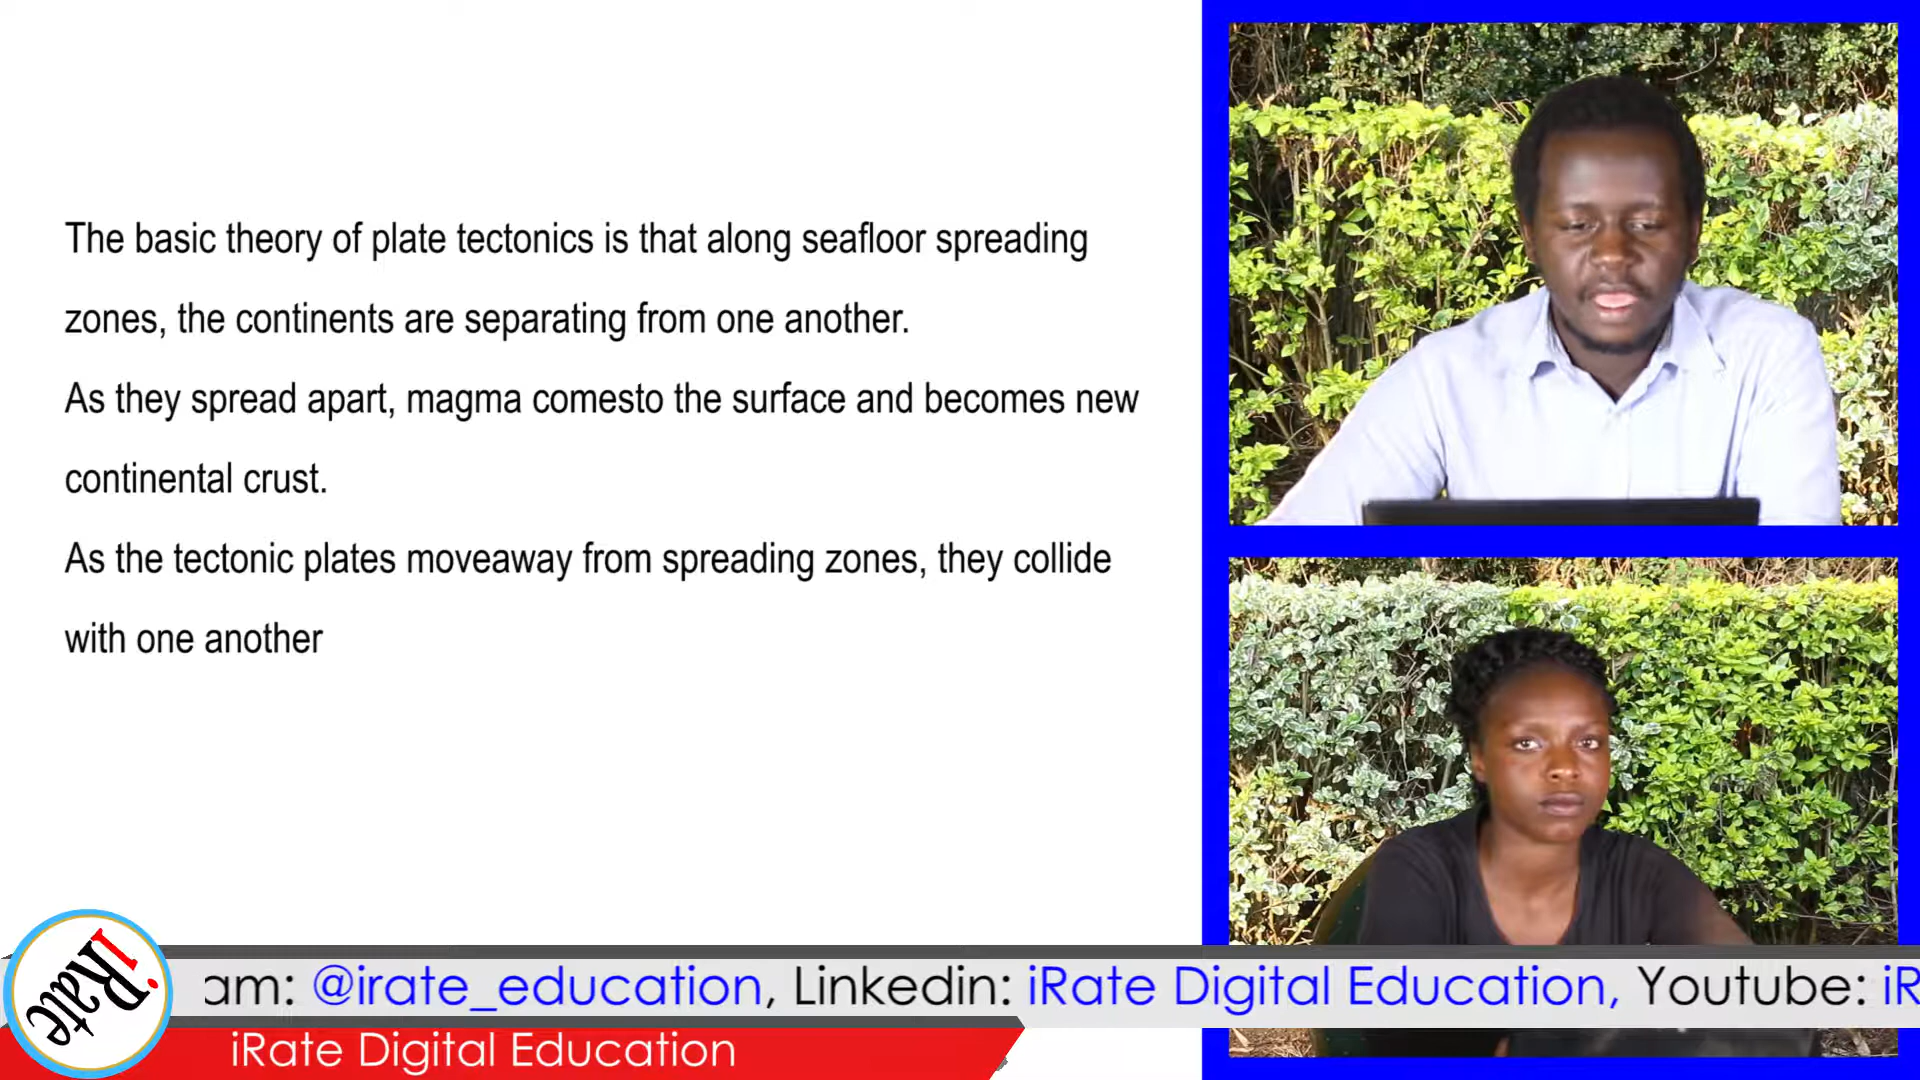 The basic theory of plate tectonics is that along seafloor spreading
zones, the continents are separating from one another.
As they spread apart, magma comesto the surface and becomes new
continental crust.
As the tectonic plates moveaway from spreading zones, they collide
with one another
iRate
am: @irate_education, Linkedin: iRate Digital Education, Youtube: iR
iRate Digital Education